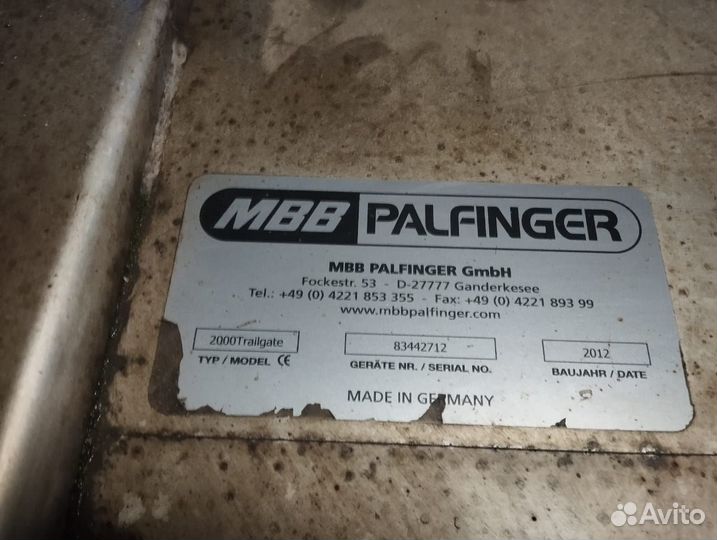 MBB PALFINGER
MBB PALFINGER GmbH
Fockestr. 53 - D-27777 Ganderkesee
Tel.: +49 (0) 4221 853 355 - Fax: +49 (0) 4221 893 99
www.mbbpalfinger.com
2000Trailgate 83442712 2012
TYP / MODEL CE GERÄTE NR. / SERIAL NO. BAUJAHR / DATE
MADE IN GERMANY
Avito